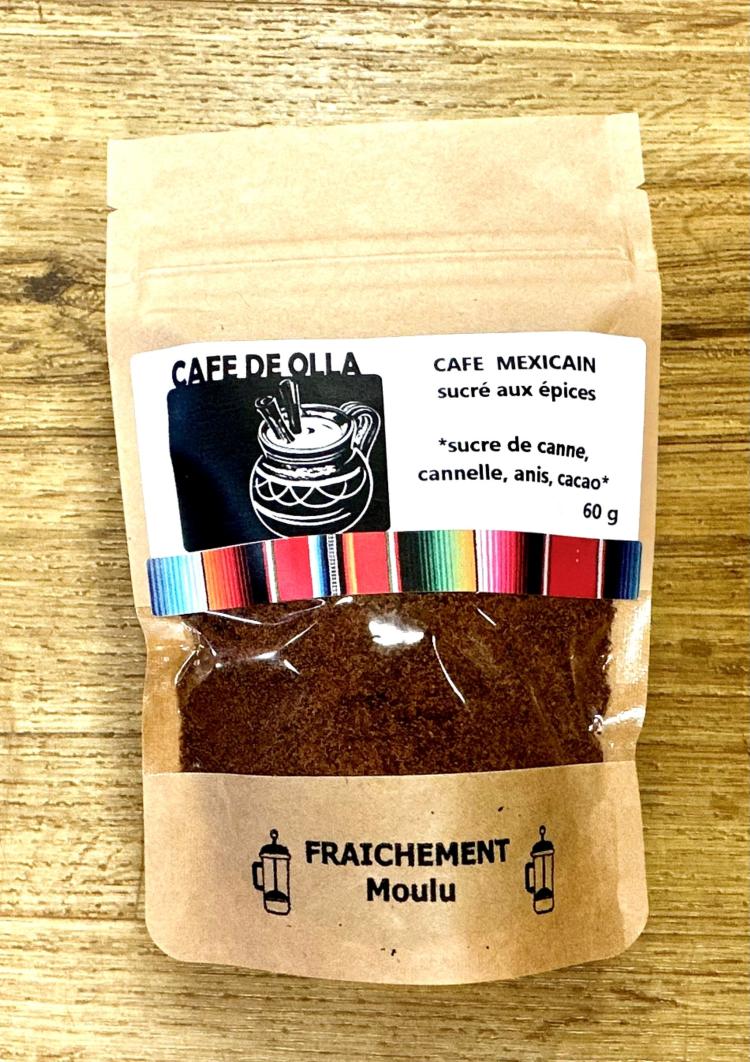 CAFE DE OLLA
CAFE MEXICAIN
sucré aux épices
*sucre de canne,
cannelle, anis, cacao*
60 g
FRAICHEMENT
Moulu